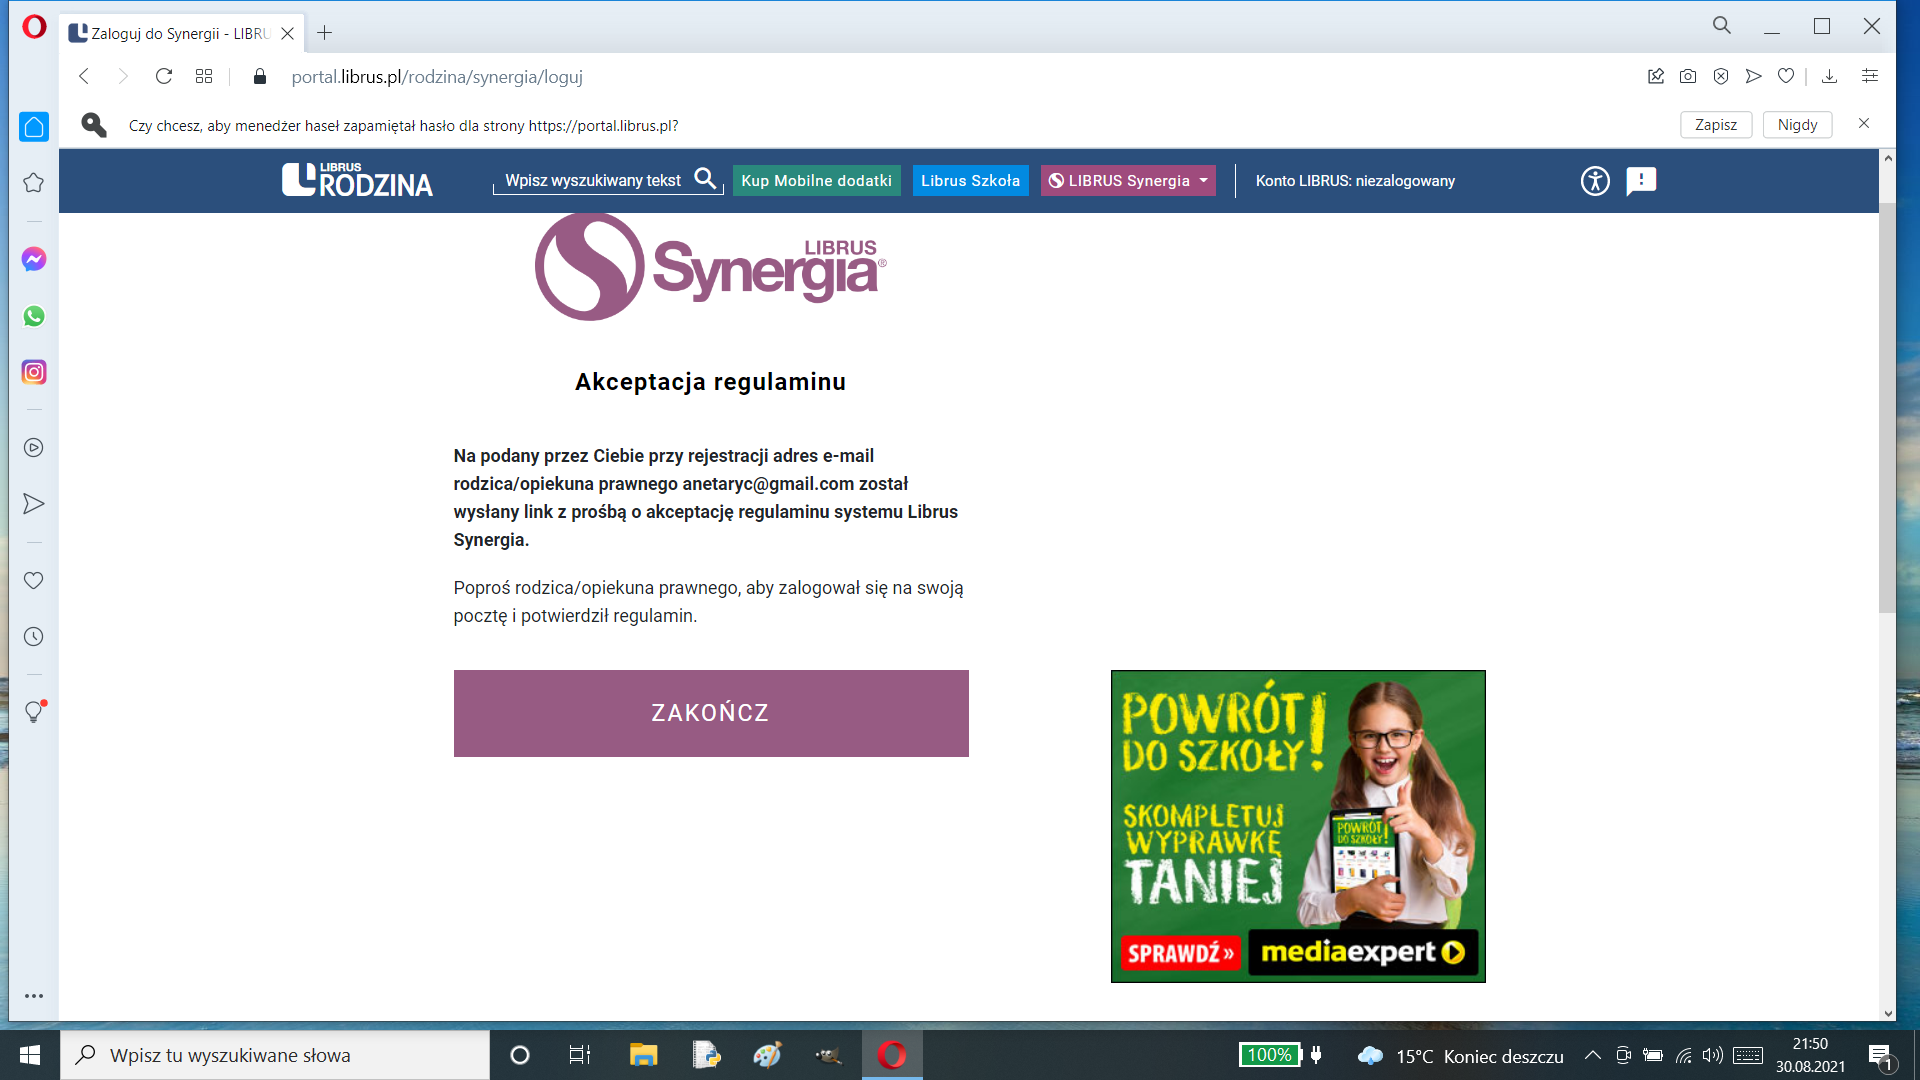 Zaloguj do Synergii - LIBRU
portal.librus.pl/rodzina/synergia/loguj
Czy chcesz, aby menedżer haseł zapamiętał hasło dla strony https://portal.librus.pl?
Zapisz
Nigdy
LIBRUS
RODZINA
Wpisz wyszukiwany tekst
Kup Mobilne dodatki
Librus Szkoła
LIBRUS Synergia
Konto LIBRUS: niezalogowany
LIBRUS
Synergia®
Akceptacja regulaminu
Na podany przez Ciebie przy rejestracji adres e-mail
rodzica/opiekuna prawnego anetaryc@gmail.com został
wysłany link z prośbą o akceptację regulaminu systemu Librus
Synergia.
Poproś rodzica/opiekuna prawnego, aby zalogował się na swoją
pocztę i potwierdził regulamin.
ZAKOŃCZ
POWRÓT
DO SZKOŁY!
SKOMPLETUJ
WYPRAWKĘ
TANIEJ
POWRÓT
DO SZKOŁY!
SPRAWDŹ »
mediaexpert
Wpisz tu wyszukiwane słowa
100%
15°C Koniec deszczu
21:50
30.08.2021
1